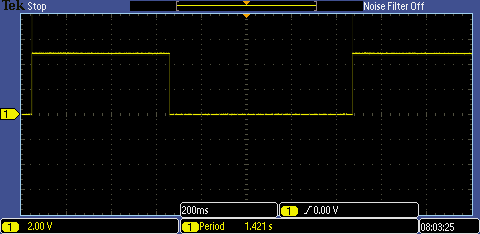 Tek Stop Noise Filter Off
1
200ms 1 /0.00 V
1 2.00 V 1 Period 1.421 s 08:03:25